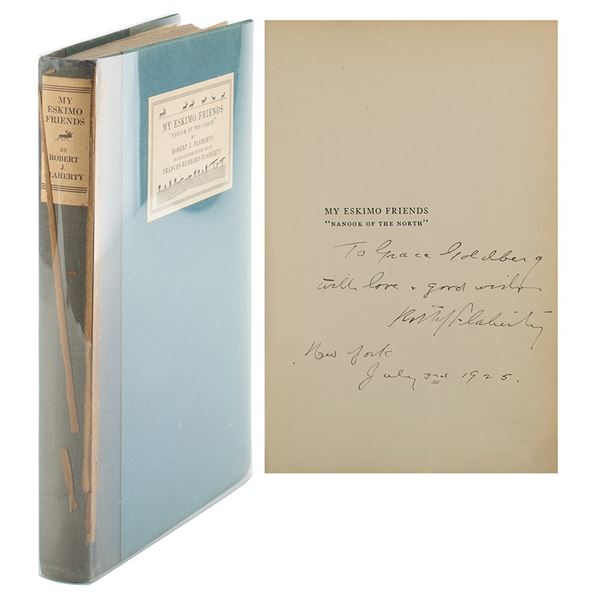 MY
ESKIMO
FRIENDS
BY
ROBERT
J.
FLAHERTY
MY ESKIMO FRIENDS
"NANOOK OF THE NORTH"
BY
ROBERT J. FLAHERTY
IN COLLABORATION WITH
FRANCES HUBBARD FLAHERTY
MY ESKIMO FRIENDS
"NANOOK OF THE NORTH"
To Grace Goldberg
with love + good wishes
Robt J Flaherty
New York
July 3rd 1925.